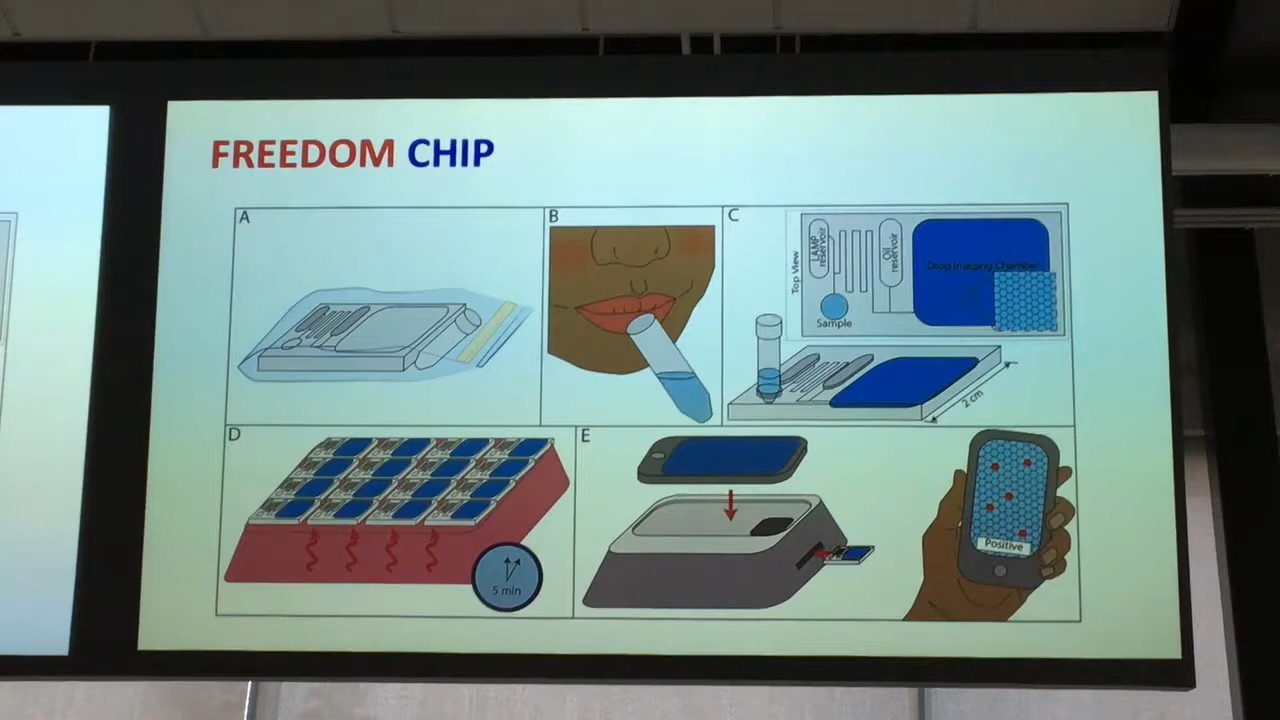 FREEDOM CHIP
A
B
C
Top View
LAMP
reservoir
Oil
reservoir
Drop Imaging Chamber
Sample
2 cm
D
5 min
E
Positive